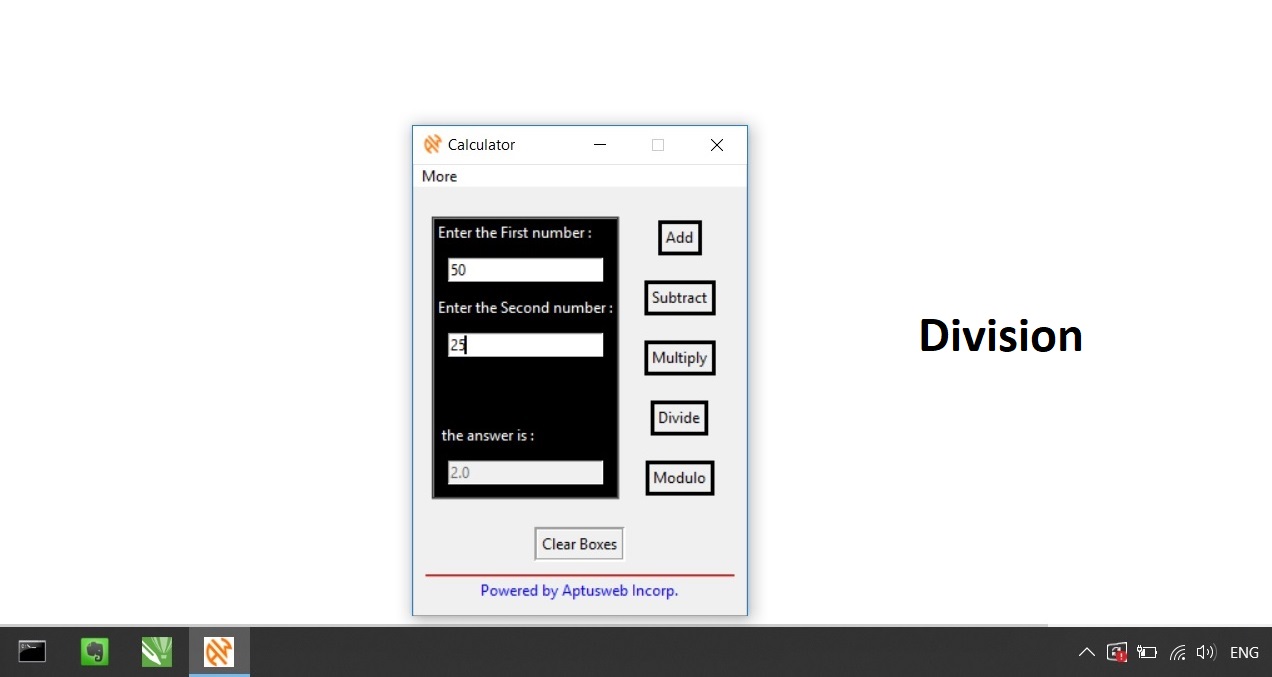 Calculator
More
Enter the First number :
50
Enter the Second number :
25
the answer is :
2.0
Add
Subtract
Multiply
Divide
Modulo
Clear Boxes
Powered by Aptusweb Incorp.
Division
ENG